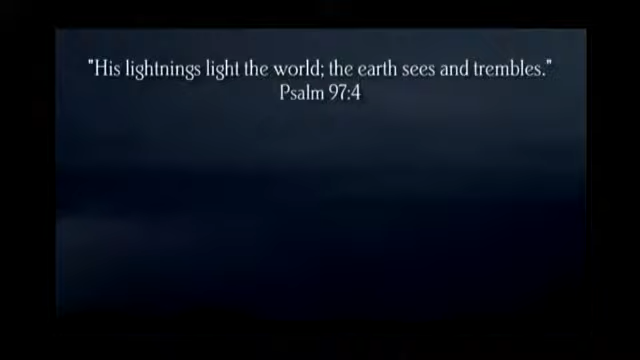 "His lightnings light the world; the earth sees and trembles."
Psalm 97:4